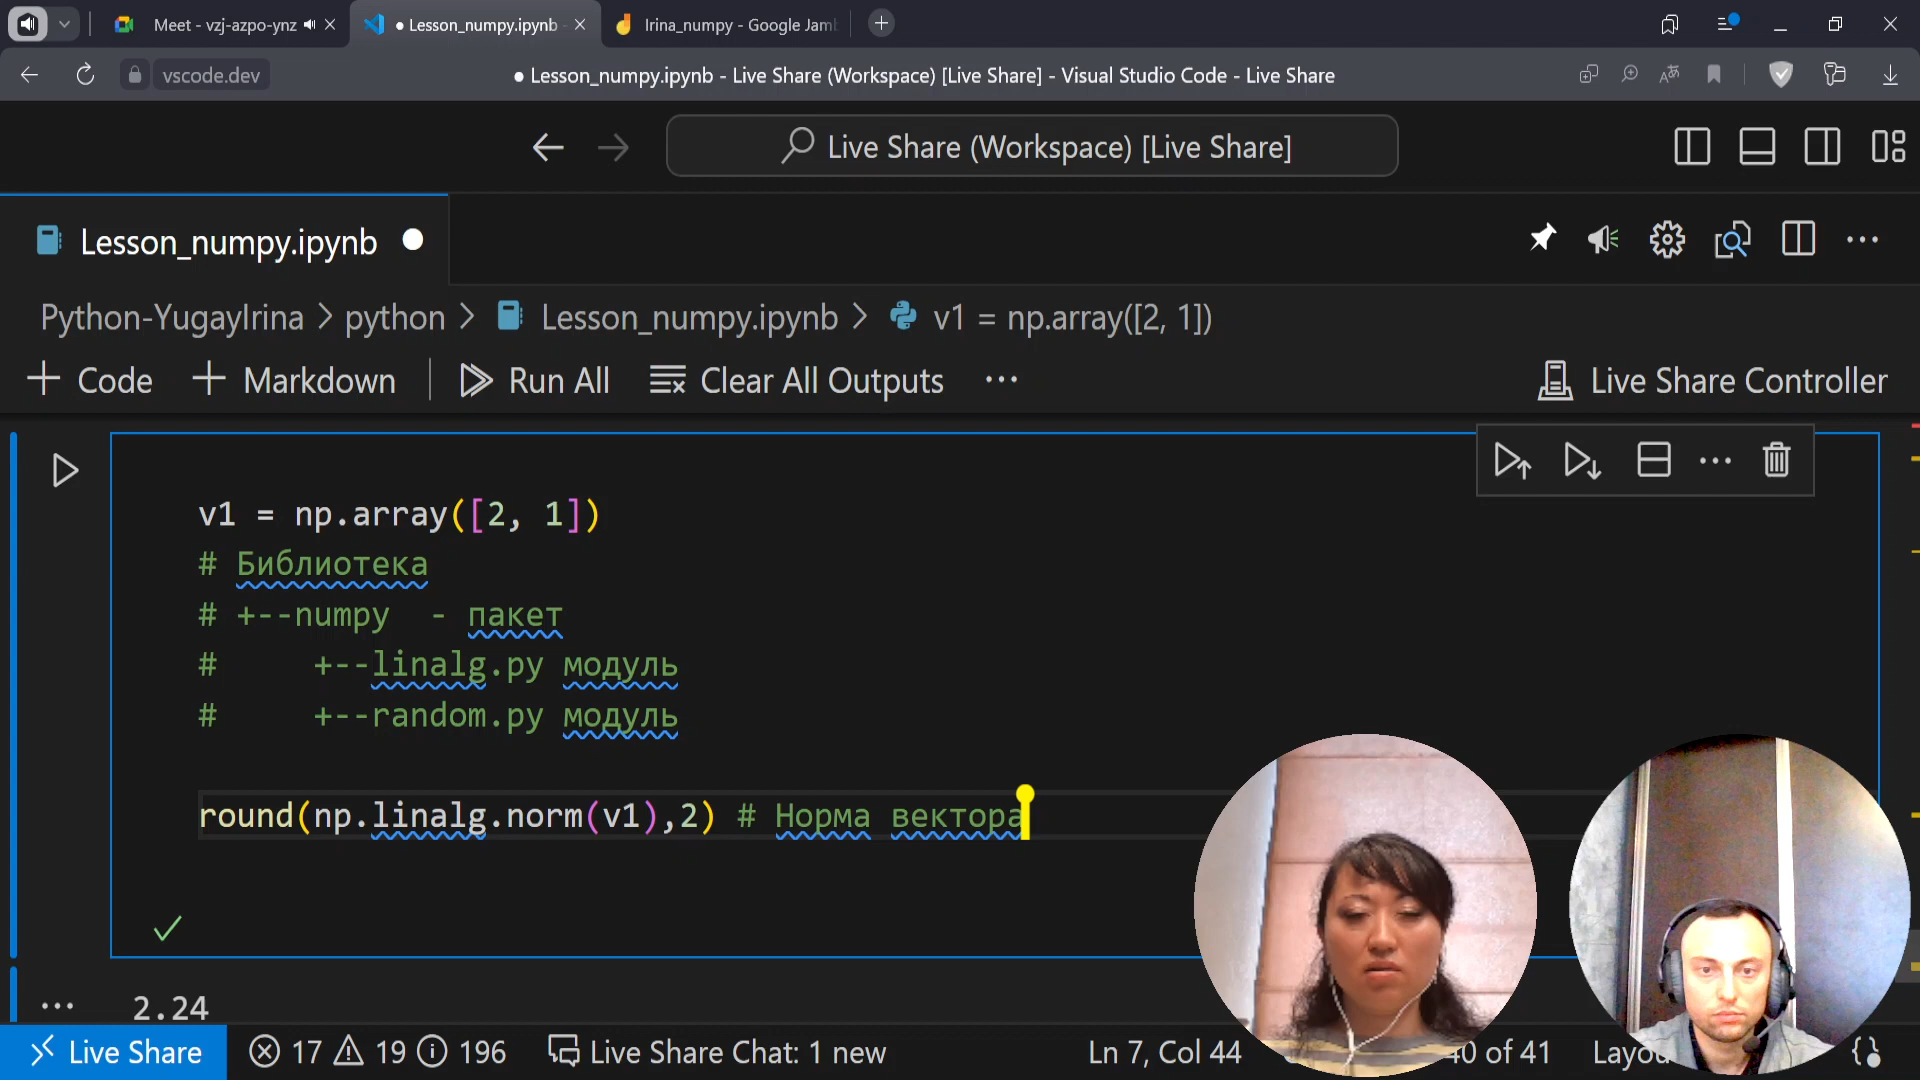 Meet - vzj-azpo-ynz
Lesson_numpy.ipynb
Irina_numpy - Google Jam
vscode.dev
● Lesson_numpy.ipynb - Live Share (Workspace) [Live Share] - Visual Studio Code - Live Share
Live Share (Workspace) [Live Share]
Lesson_numpy.ipynb
Python-YugayIrina > python > Lesson_numpy.ipynb > v1 = np.array([2, 1])
+ Code + Markdown Run All Clear All Outputs ... Live Share Controller
v1 = np.array([2, 1])
# Библиотека
# +--numpy  - пакет
#     +--linalg.py модуль
#     +--random.py модуль
round(np.linalg.norm(v1),2) # Норма вектора
... 2.24
Live Share 17 19 196 Live Share Chat: 1 new Ln 7, Col 44 40 of 41